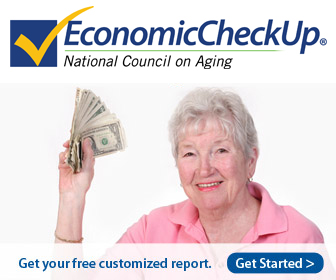 EconomicCheckUp®
National Council on Aging
Get your free customized report.
Get Started >